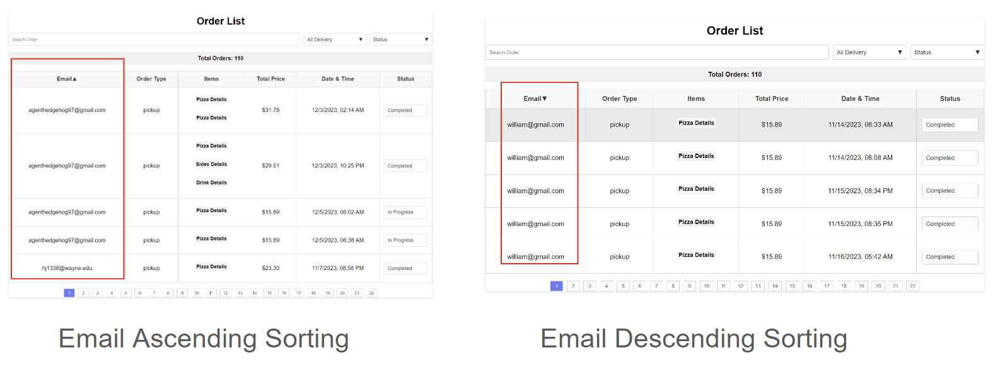 Order List
Search Order All Delivery ▼ Status ▼
Total Orders: 110
Email▲ Order Type Items Total Price Date & Time Status
agenthedgehog97@gmail.com pickup Pizza Details Pizza Details $31.78 12/3/2023, 02:14 AM Completed
agenthedgehog97@gmail.com pickup Pizza Details Sides Details Drink Details $29.51 12/3/2023, 10:25 PM Completed
agenthedgehog97@gmail.com pickup Pizza Details $15.89 12/5/2023, 06:02 AM In Progress
agenthedgehog97@gmail.com pickup Pizza Details $15.89 12/5/2023, 06:38 AM In Progress
hj1338@wayne.edu pickup Pizza Details $23.30 11/7/2023, 08:58 PM Completed
1 2 3 4 5 6 7 8 9 10 11 12 13 14 15 16 17 18 19 20 21 22
Email Ascending Sorting
Order List
Search Order All Delivery ▼ Status ▼
Total Orders: 110
Email▼ Order Type Items Total Price Date & Time Status
william@gmail.com pickup Pizza Details $15.89 11/14/2023, 06:33 AM Completed
william@gmail.com pickup Pizza Details $15.89 11/14/2023, 08:08 AM Completed
william@gmail.com pickup Pizza Details $15.89 11/15/2023, 08:34 PM Completed
william@gmail.com pickup Pizza Details $15.89 11/15/2023, 08:35 PM Completed
william@gmail.com pickup Pizza Details $15.89 11/16/2023, 05:42 AM Completed
1 2 3 4 5 6 7 8 9 10 11 12 13 14 15 16 17 18 19 20 21 22
Email Descending Sorting